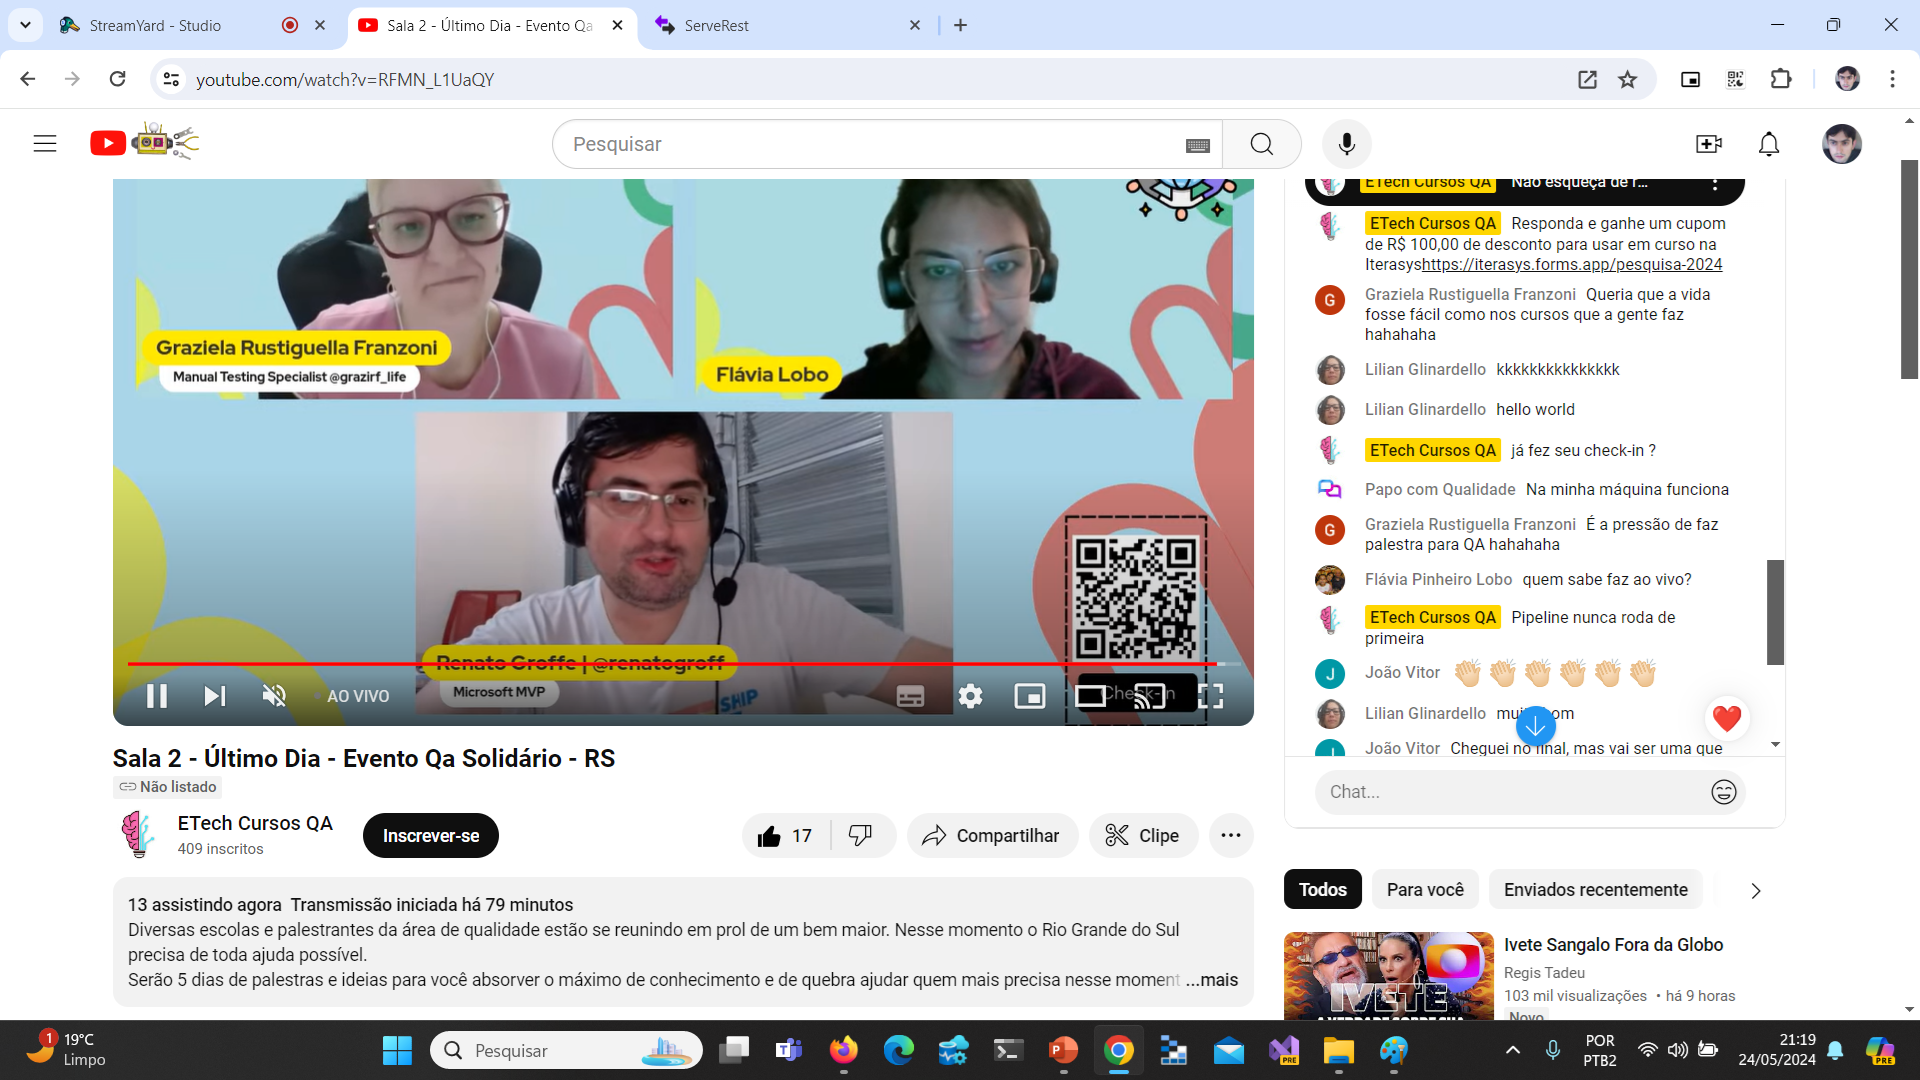 StreamYard - Studio
Sala 2 - Último Dia - Evento Qa
ServeRest
youtube.com/watch?v=RFMN_L1UaQY
Pesquisar
Graziela Rustiguella Franzoni
Manual Testing Specialist @grazirf_life
Flávia Lobo
Renato Groffe | @renatogroff
Microsoft MVP
SHIP
Check-in
AO VIVO
ETech Cursos QA Não esqueça de r...
ETech Cursos QA Responda e ganhe um cupom
de R$ 100,00 de desconto para usar em curso na
Iterasyshttps://iterasys.forms.app/pesquisa-2024
G
Graziela Rustiguella Franzoni Queria que a vida
fosse fácil como nos cursos que a gente faz
hahahaha
Lilian Glinardello kkkkkkkkkkkkkkk
Lilian Glinardello hello world
ETech Cursos QA já fez seu check-in ?
Papo com Qualidade Na minha máquina funciona
G
Graziela Rustiguella Franzoni É a pressão de faz
palestra para QA hahahaha
Flávia Pinheiro Lobo quem sabe faz ao vivo?
ETech Cursos QA Pipeline nunca roda de
primeira
J João Vitor 👏🏻👏🏻👏🏻👏🏻👏🏻👏🏻
Lilian Glinardello
João Vitor Cheguei no final, mas vai ser uma que
Chat...
Sala 2 - Último Dia - Evento Qa Solidário - RS
Não listado
ETech Cursos QA
409 inscritos
Inscrever-se
17
Compartilhar
Clipe
13 assistindo agora Transmissão iniciada há 79 minutos
Diversas escolas e palestrantes da área de qualidade estão se reunindo em prol de um bem maior. Nesse momento o Rio Grande do Sul
precisa de toda ajuda possível.
Serão 5 dias de palestras e ideias para você absorver o máximo de conhecimento e de quebra ajudar quem mais precisa nesse moment ...mais
Todos
Para você
Enviados recentemente
IVETE
Ivete Sangalo Fora da Globo
Regis Tadeu
103 mil visualizações • há 9 horas
Novo
1
19°C
Limpo
Pesquisar
PRE
POR
PTB2
21:19
24/05/2024
PRE